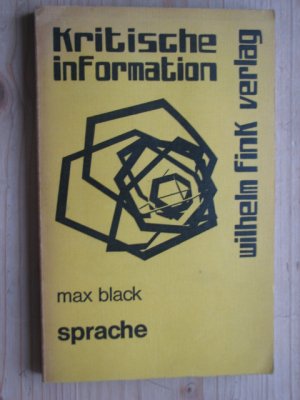 Kritische
information
wilhelm fink verlag
max black
sprache